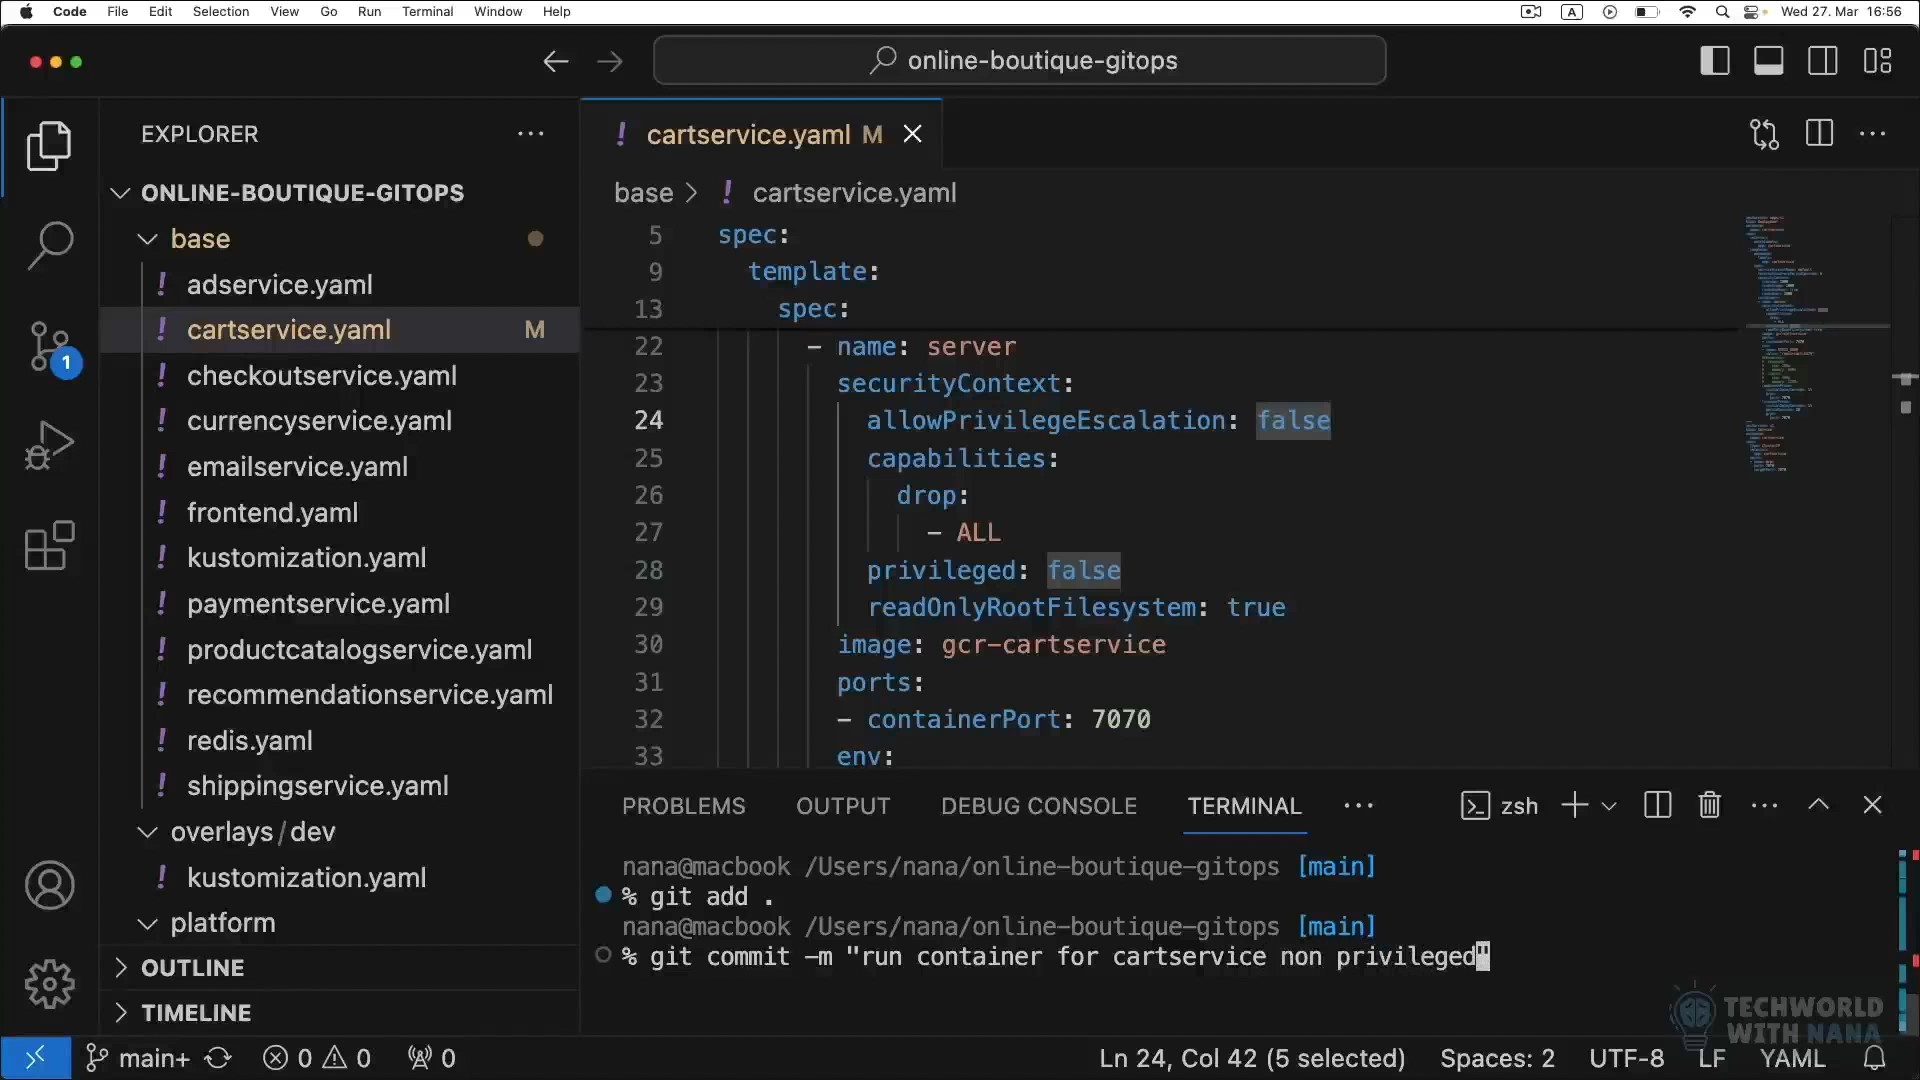 Code File Edit Selection View Go Run Terminal Window Help
A
Wed 27. Mar 16:56
online-boutique-gitops
EXPLORER
ONLINE-BOUTIQUE-GITOPS
base
! adservice.yaml
! cartservice.yaml M
! checkoutservice.yaml
! currencyservice.yaml
! emailservice.yaml
! frontend.yaml
! kustomization.yaml
! paymentservice.yaml
! productcatalogservice.yaml
! recommendationservice.yaml
! redis.yaml
! shippingservice.yaml
overlays / dev
! kustomization.yaml
platform
OUTLINE
TIMELINE
1
! cartservice.yaml M
base > ! cartservice.yaml
5 spec:
9 template:
13 spec:
22 - name: server
23 securityContext:
24 allowPrivilegeEscalation: false
25 capabilities:
26 drop:
27 - ALL
28 privileged: false
29 readOnlyRootFilesystem: true
30 image: gcr-cartservice
31 ports:
32 - containerPort: 7070
33 env:
PROBLEMS OUTPUT DEBUG CONSOLE TERMINAL
zsh
nana@macbook /Users/nana/online-boutique-gitops [main]
% git add .
nana@macbook /Users/nana/online-boutique-gitops [main]
% git commit -m "run container for cartservice non privileged"
TECHWORLD
WITH NANA
main+ 0 0 0
Ln 24, Col 42 (5 selected) Spaces: 2 UTF-8 LF YAML